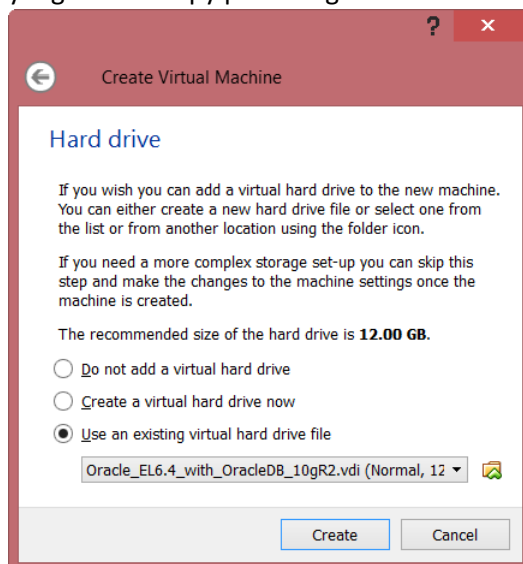 ?
×
Create Virtual Machine
Hard drive
If you wish you can add a virtual hard drive to the new machine.
You can either create a new hard drive file or select one from
the list or from another location using the folder icon.
If you need a more complex storage set-up you can skip this
step and make the changes to the machine settings once the
machine is created.
The recommended size of the hard drive is 12.00 GB.
Do not add a virtual hard drive
Create a virtual hard drive now
Use an existing virtual hard drive file
Oracle_EL6.4_with_OracleDB_10gR2.vdi (Normal, 12
Create
Cancel